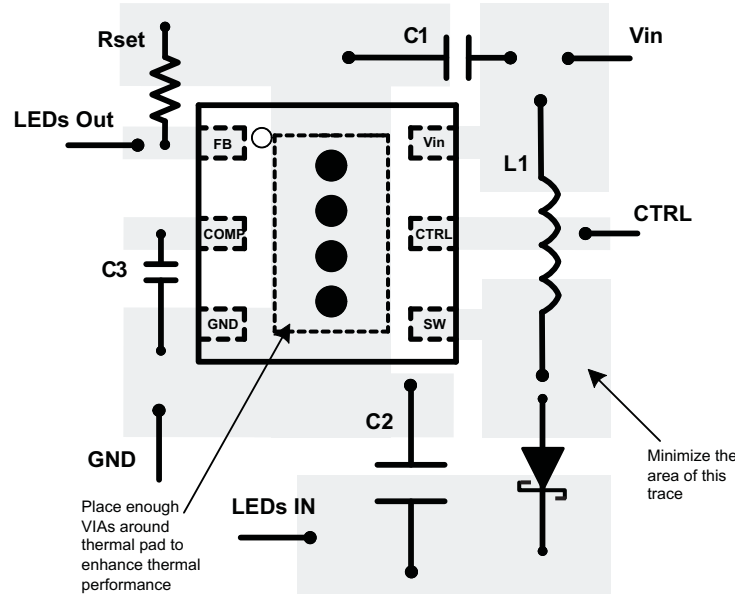 C1
Vin
Rset
LEDs Out
FB
Vin
L1
COMP
CTRL
CTRL
C3
GND
SW
C2
GND
Minimize the
area of this
trace
LEDs IN
Place enough
VIAs around
thermal pad to
enhance thermal
performance